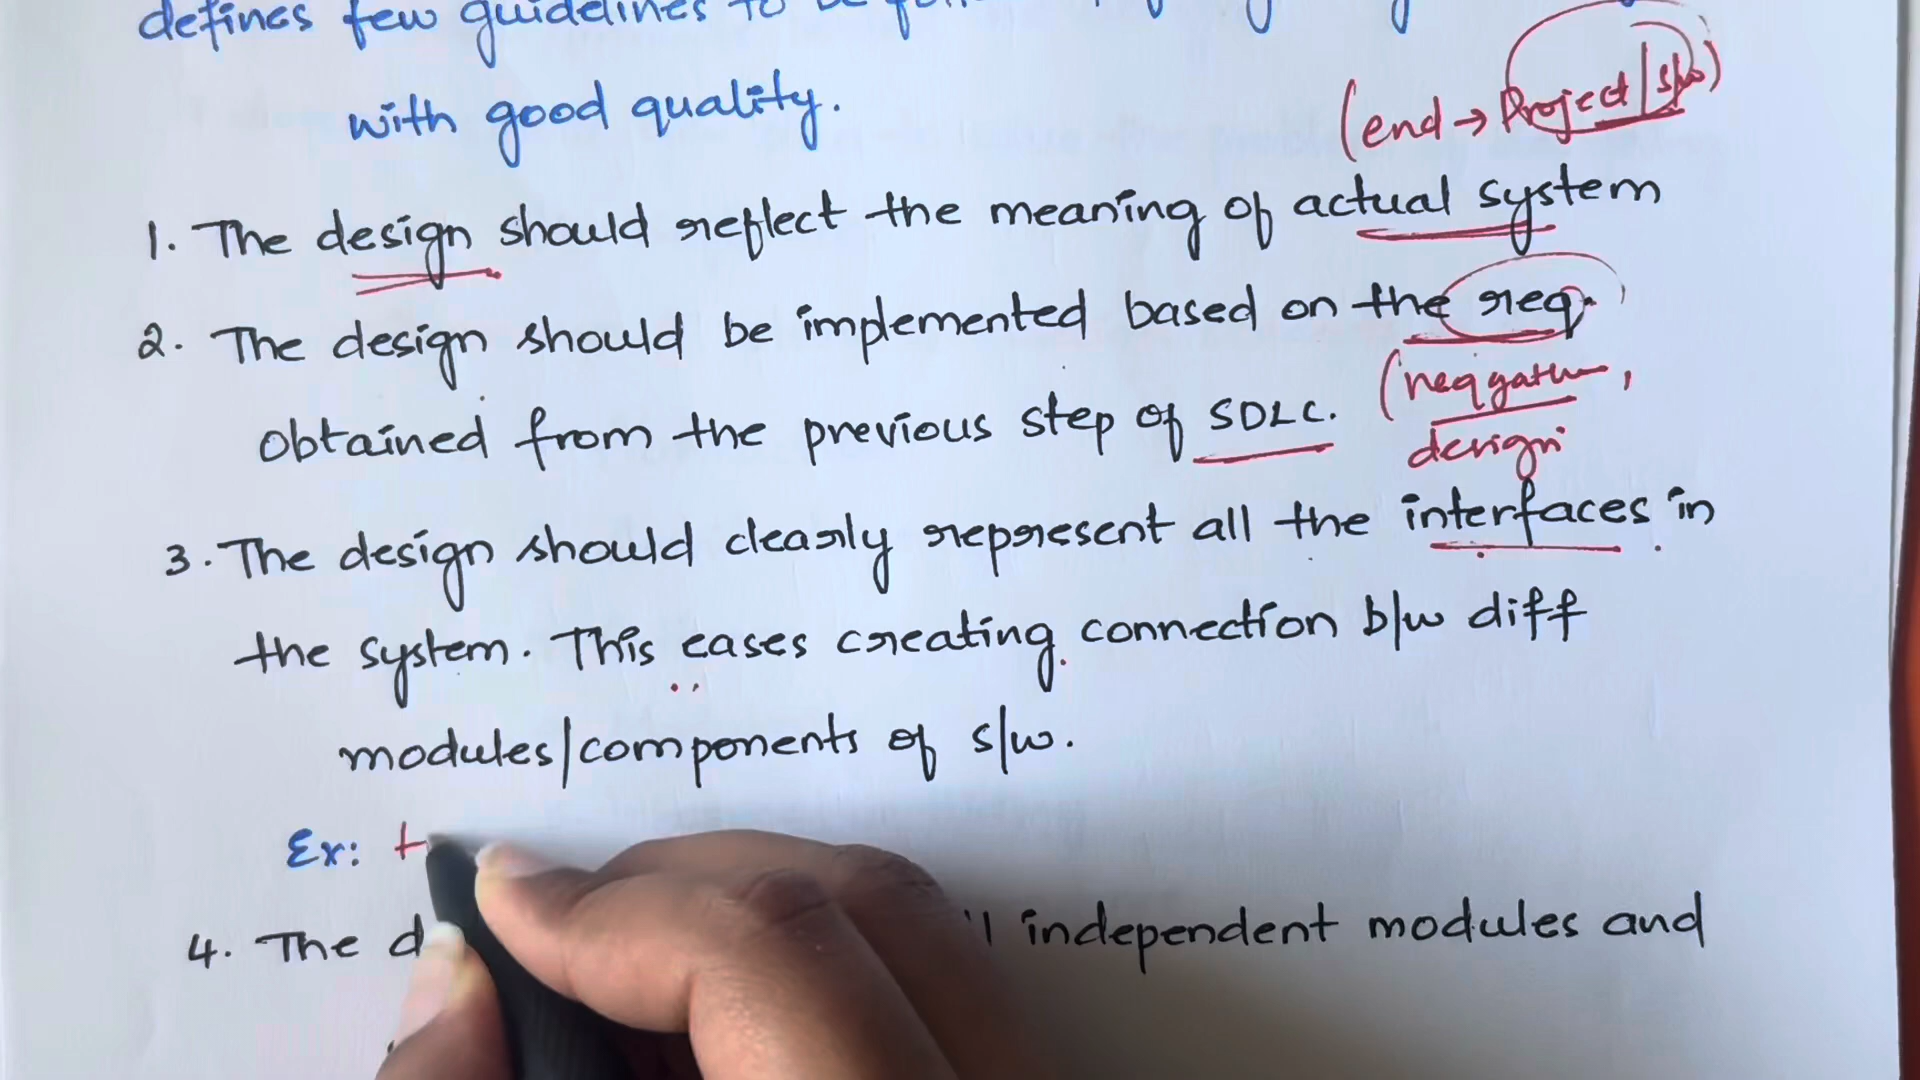 defines few guidelines to be
with good quality.
(end → Project/s/w)
1. The design should reflect the meaning of actual system
2. The design should be implemented based on the req.
obtained from the previous step of SDLC. (req gath,
design
3. The design should clearly represent all the interfaces in
the system. This eases creating connection b/w diff
modules/components of s/w.
Ex:
4. The independent modules and